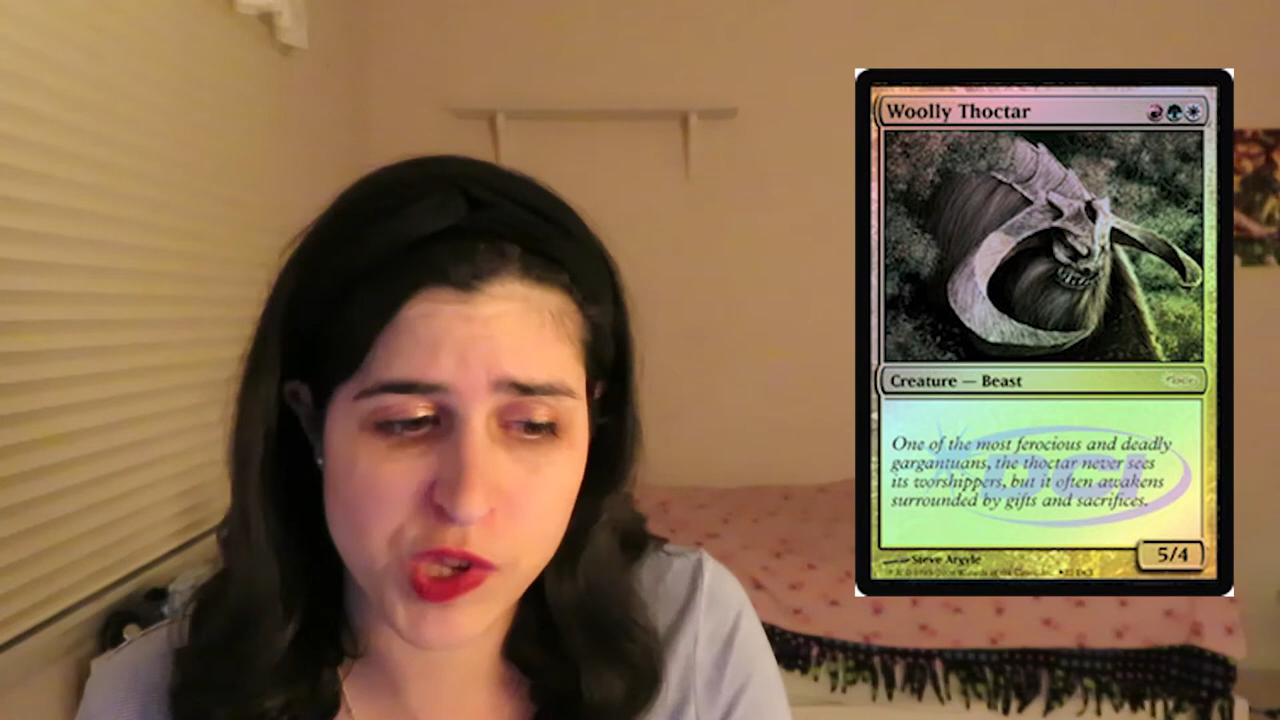 Woolly Thoctar
Creature — Beast
One of the most ferocious and deadly
gargantuans, the thoctar never sees
its worshippers, but it often awakens
surrounded by gifts and sacrifices.
5/4
Steve Argyle